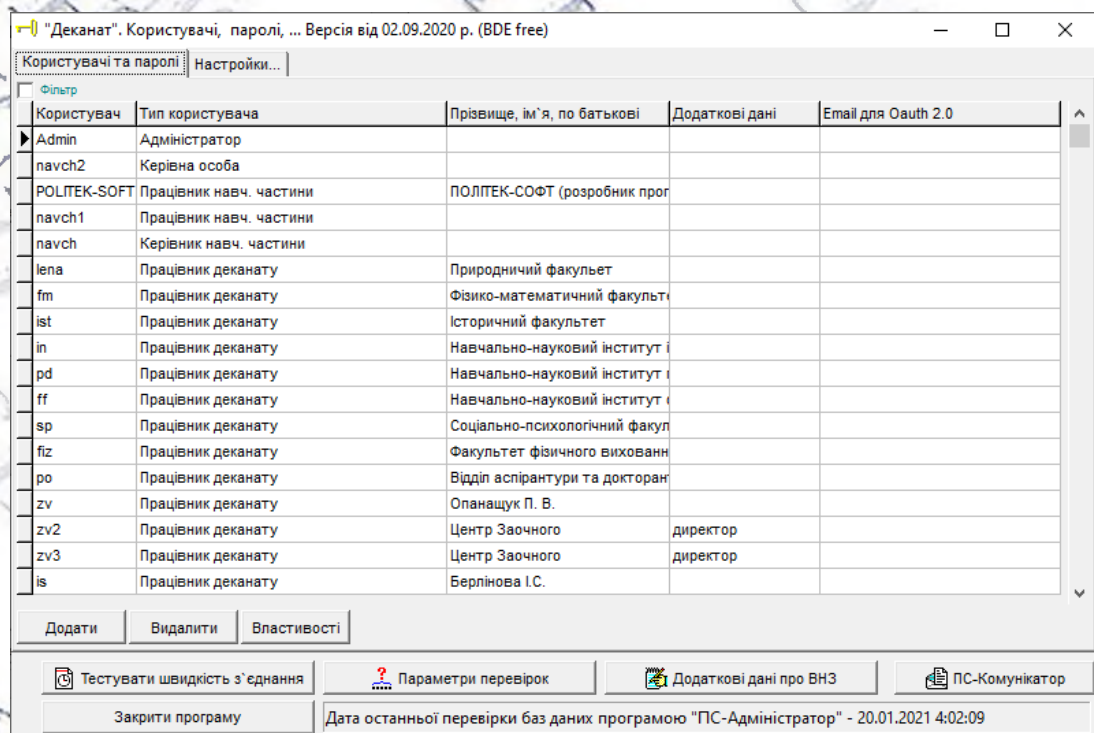 "Деканат". Користувачі, паролі, ... Версія від 02.09.2020 р. (BDE free)
Користувачі та паролі Настройки...
Фільтр
Користувач Тип користувача Прізвище, ім`я, по батькові Додаткові дані Email для Oauth 2.0
Admin Адміністратор
navch2 Керівна особа
POLITEK-SOFT Працівник навч. частини ПОЛІТЕК-СОФТ (розробник прог
navch1 Працівник навч. частини
navch Керівник навч. частини
lena Працівник деканату Природничий факульет
fm Працівник деканату Фізико-математичний факульт
ist Працівник деканату Історичний факультет
in Працівник деканату Навчально-науковий інститут і
pd Працівник деканату Навчально-науковий інститут
ff Працівник деканату Навчально-науковий інститут
sp Працівник деканату Соціально-психологічний факул
fiz Працівник деканату Факультет фізичного вихованн
po Працівник деканату Відділ аспірантури та докторан
zv Працівник деканату Опанащук П. В.
zv2 Працівник деканату Центр Заочного директор
zv3 Працівник деканату Центр Заочного директор
is Працівник деканату Берлінова І.С.
Додати Видалити Властивості
Тестувати швидкість з`єднання Параметри перевірок Додаткові дані про ВНЗ ПС-Комунікатор
Закрити програму Дата останньої перевірки баз даних програмою "ПС-Адміністратор" - 20.01.2021 4:02:09